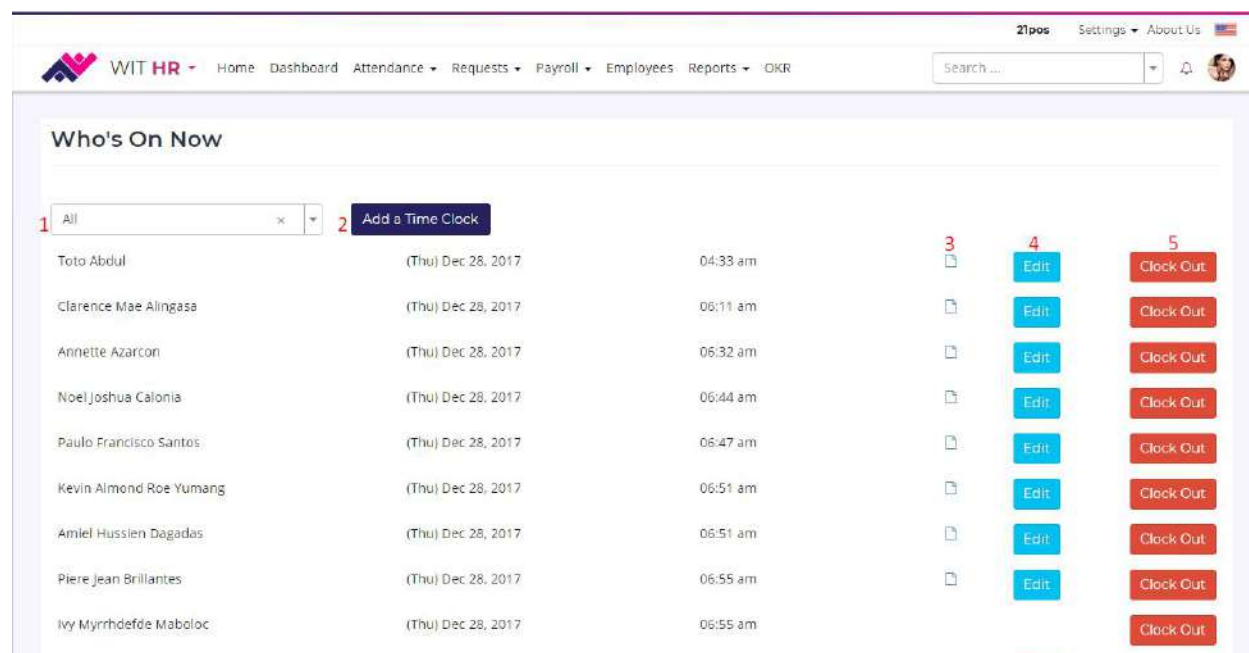 21pos Settings About Us
WIT HR Home Dashboard Attendance Requests Payroll Employees Reports OKR Search ...
Who's On Now
1 All × 2 Add a Time Clock
3 4 5
Toto Abdul (Thu) Dec 28, 2017 04:33 am Edit Clock Out
Clarence Mae Alingasa (Thu) Dec 28, 2017 06:11 am Edit Clock Out
Annette Azarcon (Thu) Dec 28, 2017 06:32 am Edit Clock Out
Noel Joshua Calonia (Thu) Dec 28, 2017 06:44 am Edit Clock Out
Paulo Francisco Santos (Thu) Dec 28, 2017 06:47 am Edit Clock Out
Kevin Almond Roe Yumang (Thu) Dec 28, 2017 06:51 am Edit Clock Out
Amiel Hussien Dagadas (Thu) Dec 28, 2017 06:51 am Edit Clock Out
Piere Jean Brillantes (Thu) Dec 28, 2017 06:55 am Edit Clock Out
Ivy Myrrhdefde Maboloc (Thu) Dec 28, 2017 06:55 am Clock Out